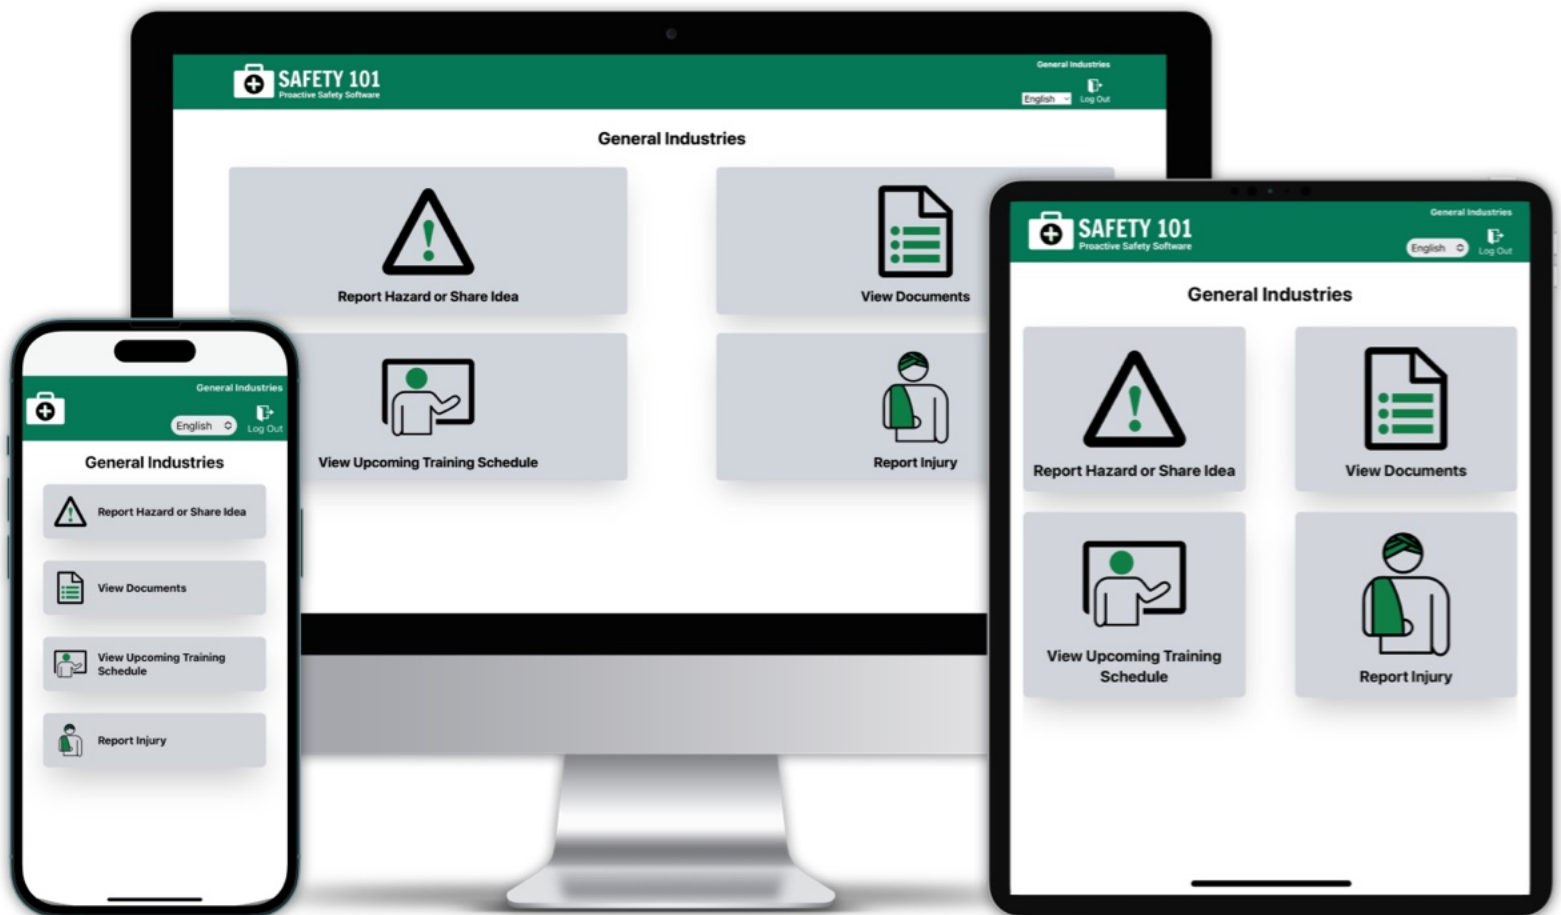 SAFETY 101
Proactive Safety Software
General Industries
English
Log Out
General Industries
Report Hazard or Share Idea
View Documents
View Upcoming Training Schedule
Report Injury
General Industries
English
Log Out
General Industries
Report Hazard or Share Idea
View Documents
View Upcoming Training
Schedule
Report Injury
SAFETY 101
Proactive Safety Software
General Industries
English
Log Out
General Industries
Report Hazard or Share Idea
View Documents
View Upcoming Training
Schedule
Report Injury